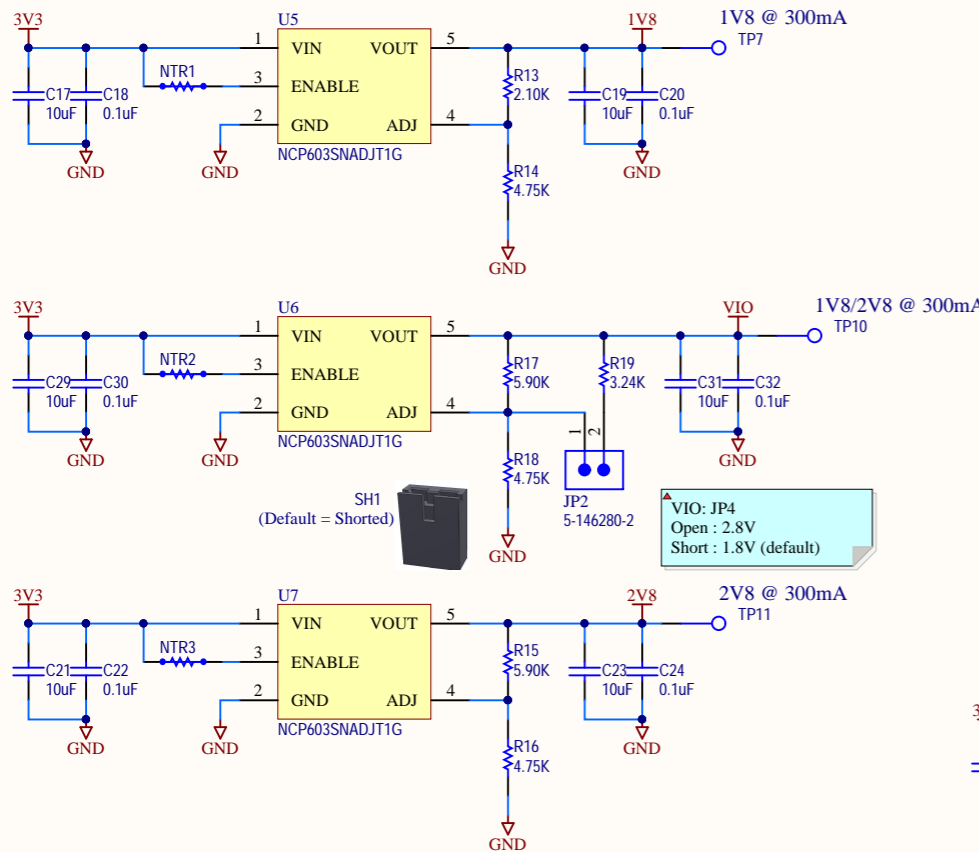 3V3
U5
1V8
1V8 @ 300mA
TP7
1 VIN VOUT 5
NTR1
3 ENABLE
2 GND ADJ 4
NCP603SNADJT1G
C17
10uF
C18
0.1uF
GND
GND
R13
2.10K
R14
4.75K
GND
C19
10uF
C20
0.1uF
GND
3V3
U6
VIO
1V8/2V8 @ 300mA
TP10
1 VIN VOUT 5
NTR2
3 ENABLE
2 GND ADJ 4
NCP603SNADJT1G
C29
10uF
C30
0.1uF
GND
GND
R17
5.90K
R19
3.24K
R18
4.75K
GND
1
2
JP2
5-146280-2
C31
10uF
C32
0.1uF
GND
SH1
(Default = Shorted)
VIO: JP4
Open : 2.8V
Short : 1.8V (default)
3V3
U7
2V8
2V8 @ 300mA
TP11
1 VIN VOUT 5
NTR3
3 ENABLE
2 GND ADJ 4
NCP603SNADJT1G
C21
10uF
C22
0.1uF
GND
GND
R15
5.90K
R16
4.75K
GND
C23
10uF
C24
0.1uF
GND